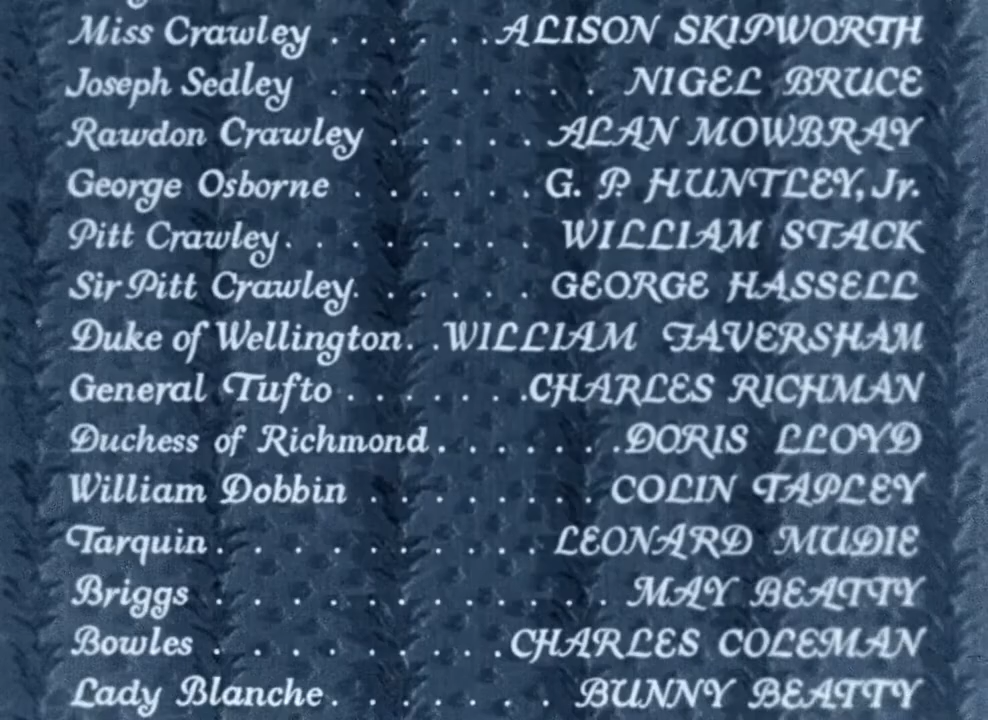 Miss Crawley . . . . . . ALISON SKIPWORTH
Joseph Sedley . . . . . . . . . NIGEL BRUCE
Rawdon Crawley . . . . . ALAN MOWBRAY
George Osborne . . . . . . G. P. HUNTLEY, Jr.
Pitt Crawley . . . . . . . . WILLIAM STACK
Sir Pitt Crawley . . . . . . GEORGE HASSELL
Duke of Wellington . . WILLIAM FAVERSHAM
General Tufto . . . . . . . CHARLES RICHMAN
Duchess of Richmond . . . . . . . DORIS LLOYD
William Dobbin . . . . . . . . COLIN TAPLEY
Tarquin . . . . . . . . . . LEONARD MUDIE
Briggs . . . . . . . . . . . . MAY BEATTY
Bowles . . . . . . . . . CHARLES COLEMAN
Lady Blanche . . . . . . . BUNNY BEATTY